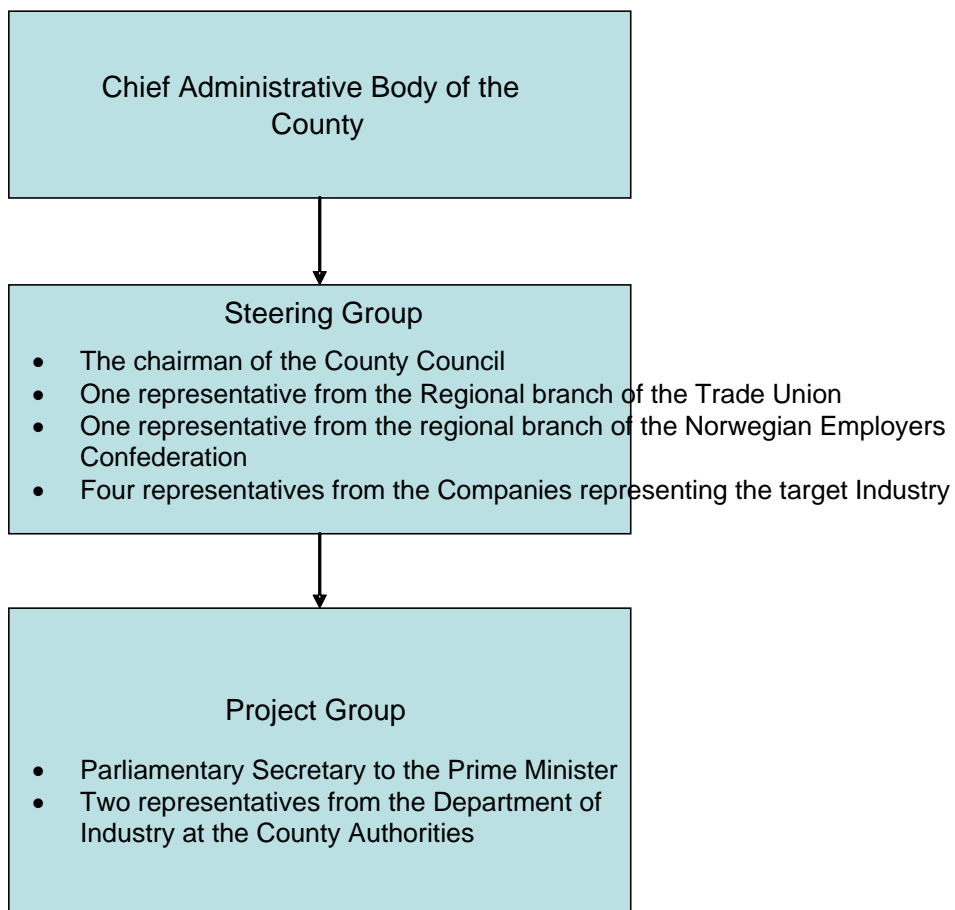 Chief Administrative Body of the
County
Steering Group
• The chairman of the County Council
• One representative from the Regional branch of the Trade Union
• One representative from the regional branch of the Norwegian Employers
Confederation
• Four representatives from the Companies representing the target Industry
Project Group
• Parliamentary Secretary to the Prime Minister
• Two representatives from the Department of
Industry at the County Authorities